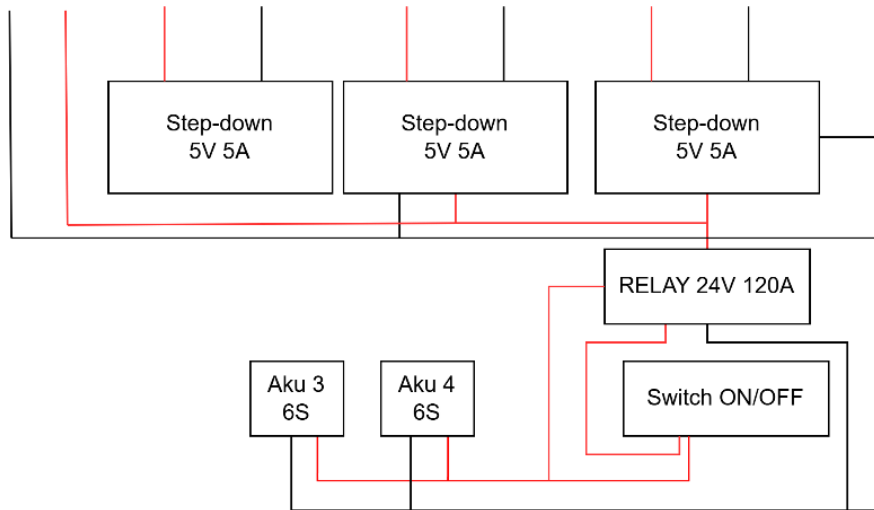 Step-down
5V 5A
Step-down
5V 5A
Step-down
5V 5A
RELAY 24V 120A
Aku 3
6S
Aku 4
6S
Switch ON/OFF